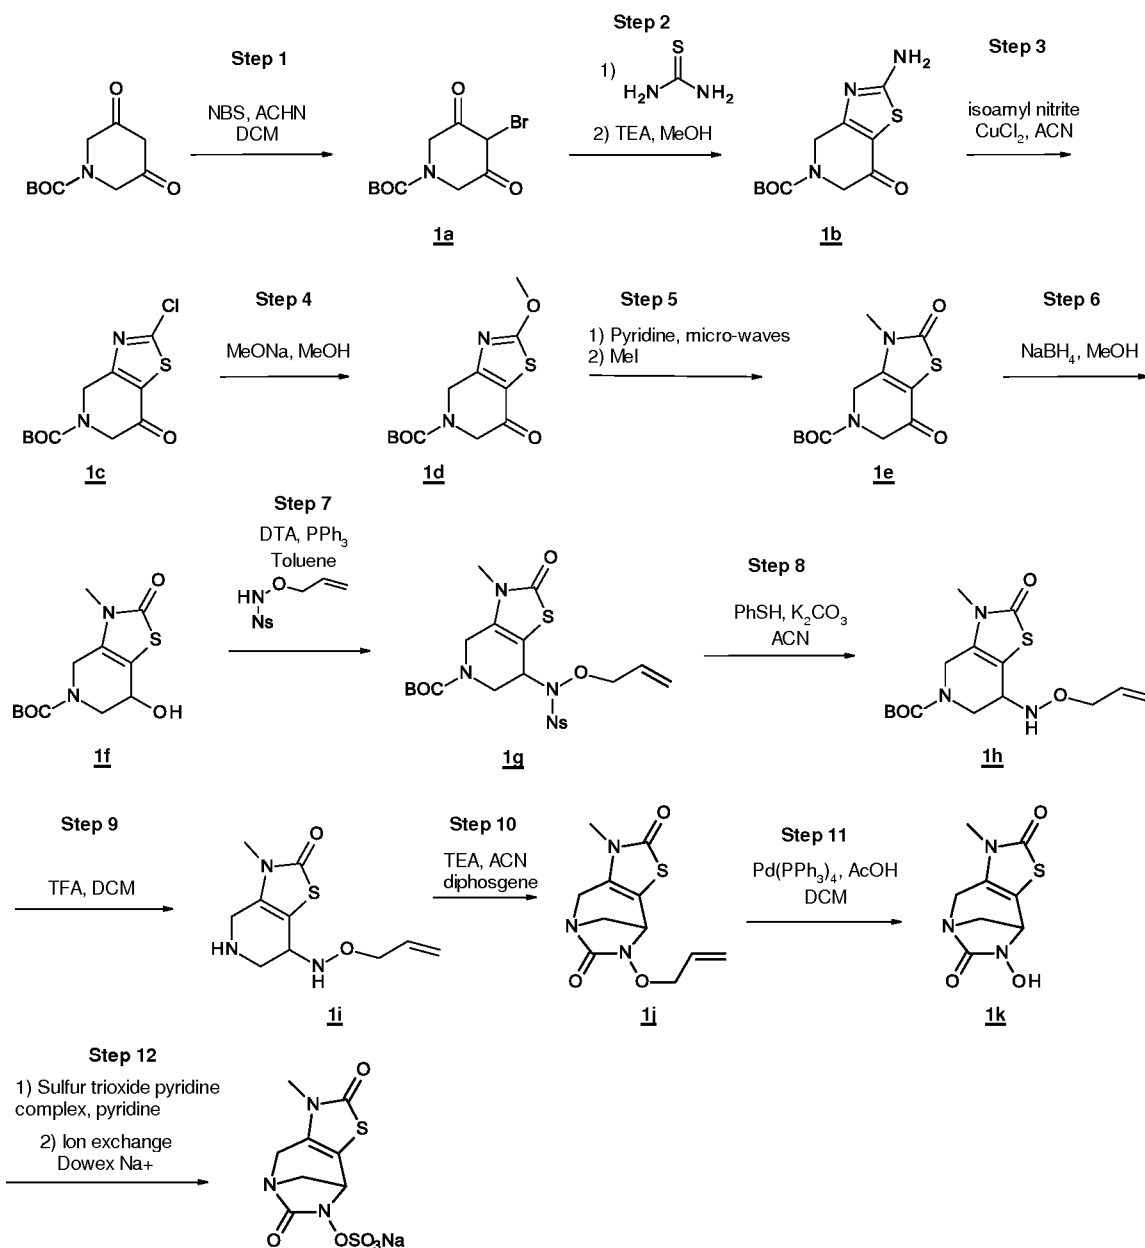 Step 1
NBS, ACHN
DCM
O
BOC
N
O
O
Br
BOC
N
O
1a
Step 2
1)
S
H₂N
NH₂
2) TEA, MeOH
NH₂
N
S
BOC
N
O
1b
Step 3
isoamyl nitrite
CuCl₂, ACN
Cl
N
S
BOC
N
O
1c
Step 4
MeONa, MeOH
O
N
S
BOC
N
O
1d
Step 5
1) Pyridine, micro-waves
2) MeI
N
O
S
BOC
N
O
1e
Step 6
NaBH₄, MeOH
N
O
S
BOC
N
OH
1f
Step 7
DTA, PPh₃
Toluene
HN
O
Ns
N
O
S
BOC
N
N
O
Ns
1g
Step 8
PhSH, K₂CO₃
ACN
N
O
S
BOC
N
N
H
O
1h
Step 9
TFA, DCM
N
O
S
HN
N
H
O
1i
Step 10
TEA, ACN
diphosgene
N
O
S
N
N
O
O
1j
Step 11
Pd(PPh₃)₄, AcOH
DCM
N
O
S
N
N
O
OH
1k
Step 12
1) Sulfur trioxide pyridine
complex, pyridine
2) Ion exchange
Dowex Na+
N
O
S
N
N
O
OSO₃Na